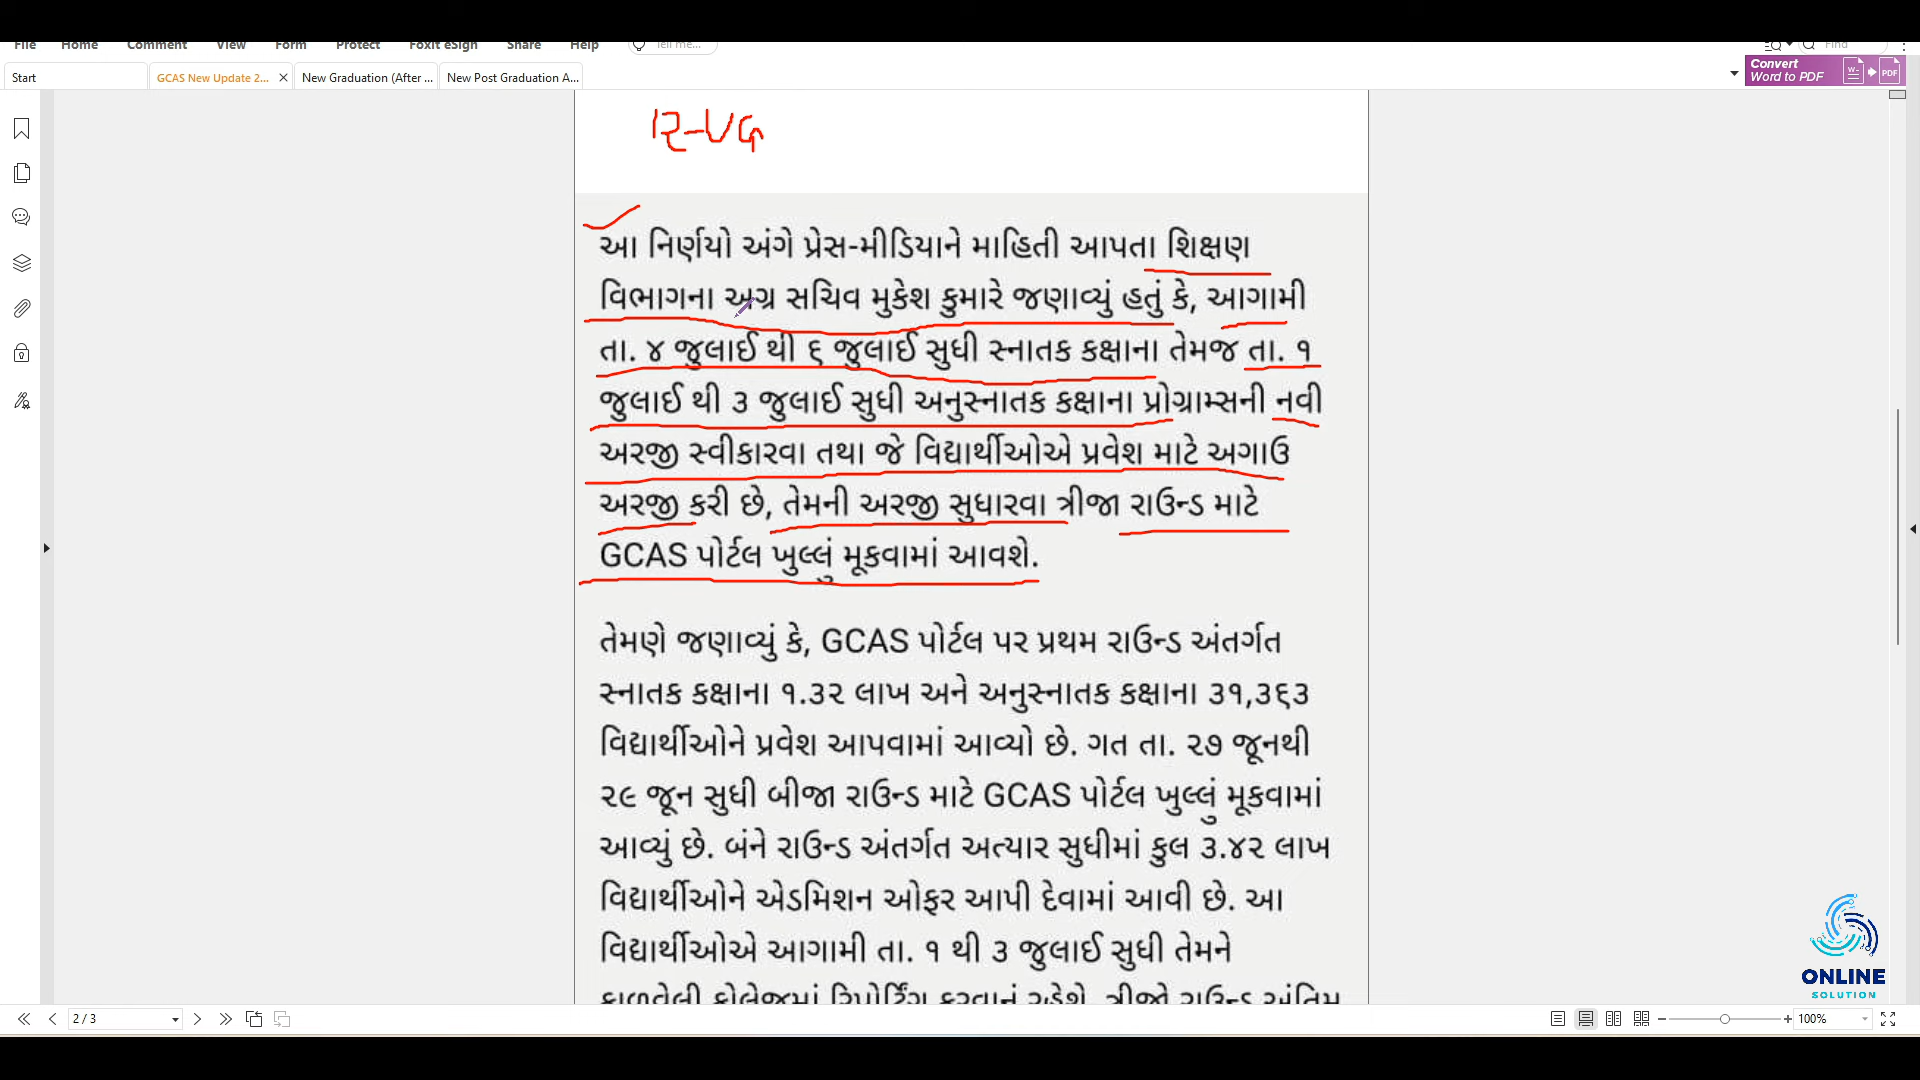 File Home Comment View Form Protect Foxit eSign Share Help Tell me... Find
Start GCAS New Update 2... New Graduation (After ... New Post Graduation A...
Convert
Word to PDF
PDF
આ નિર્ણયો અંગે પ્રેસ-મીડિયાને માહિતી આપતા શિક્ષણ
વિભાગના અગ્ર સચિવ મુકેશ કુમારે જણાવ્યું હતું કે, આગામી
તા. ૪ જુલાઈ થી ૬ જુલાઈ સુધી સ્નાતક કક્ષાના તેમજ તા. ૧
જુલાઈ થી ૩ જુલાઈ સુધી અનુસ્નાતક કક્ષાના પ્રોગ્રામ્સની નવી
અરજી સ્વીકારવા તથા જે વિદ્યાર્થીઓએ પ્રવેશ માટે અગાઉ
અરજી કરી છે, તેમની અરજી સુધારવા ત્રીજા રાઉન્ડ માટે
GCAS પોર્ટલ ખુલ્લું મૂકવામાં આવશે.
તેમણે જણાવ્યું કે, GCAS પોર્ટલ પર પ્રથમ રાઉન્ડ અંતર્ગત
સ્નાતક કક્ષાના ૧.૩૨ લાખ અને અનુસ્નાતક કક્ષાના ૩૧,૩૬૩
વિદ્યાર્થીઓને પ્રવેશ આપવામાં આવ્યો છે. ગત તા. ૨૭ જૂનથી
૨૯ જૂન સુધી બીજા રાઉન્ડ માટે GCAS પોર્ટલ ખુલ્લું મૂકવામાં
આવ્યું છે. બંને રાઉન્ડ અંતર્ગત અત્યાર સુધીમાં કુલ ૩.૪૨ લાખ
વિદ્યાર્થીઓને એડમિશન ઓફર આપી દેવામાં આવી છે. આ
વિદ્યાર્થીઓએ આગામી તા. ૧ થી ૩ જુલાઈ સુધી તેમને
ONLINE
SOLUTION
2 / 3 100%